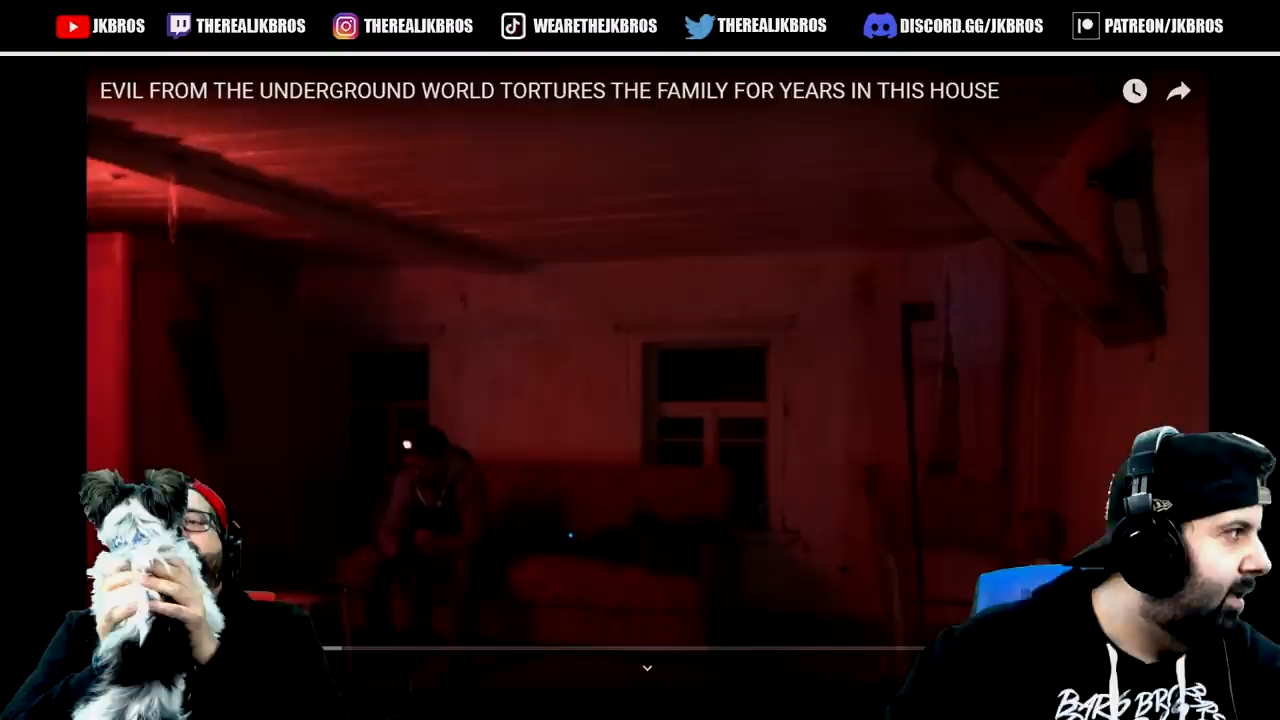 JKBROS THEREALJKBROS THEREALJKBROS WEARETHEJKBROS THEREALJKBROS DISCORD.GG/JKBROS PATREON/JKBROS
EVIL FROM THE UNDERGROUND WORLD TORTURES THE FAMILY FOR YEARS IN THIS HOUSE